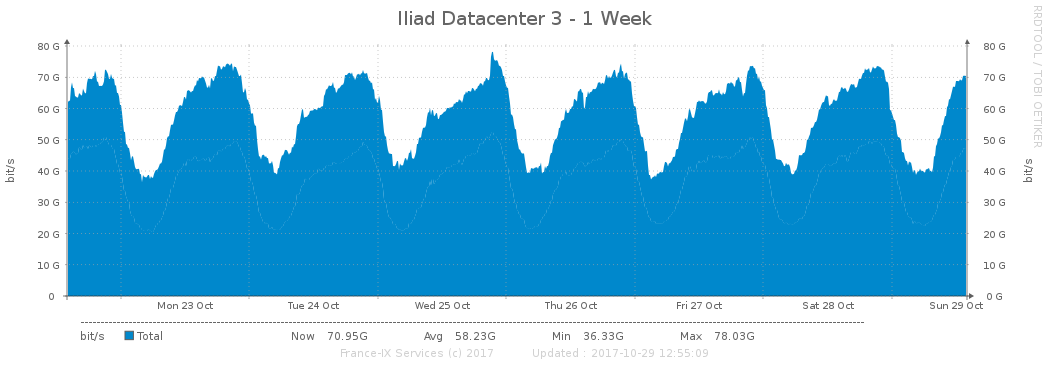 Iliad Datacenter 3 - 1 Week
RRDTOOL / TOBI OETIKER
80 G 80 G
70 G 70 G
60 G 60 G
50 G 50 G
40 G 40 G
30 G 30 G
20 G 20 G
10 G 10 G
0 0 G
bit/s bit/s
Mon 23 Oct Tue 24 Oct Wed 25 Oct Thu 26 Oct Fri 27 Oct Sat 28 Oct Sun 29 Oct
bit/s Total Now 70.95G Avg 58.23G Min 36.33G Max 78.03G
France-IX Services (c) 2017 Updated : 2017-10-29 12:55:09